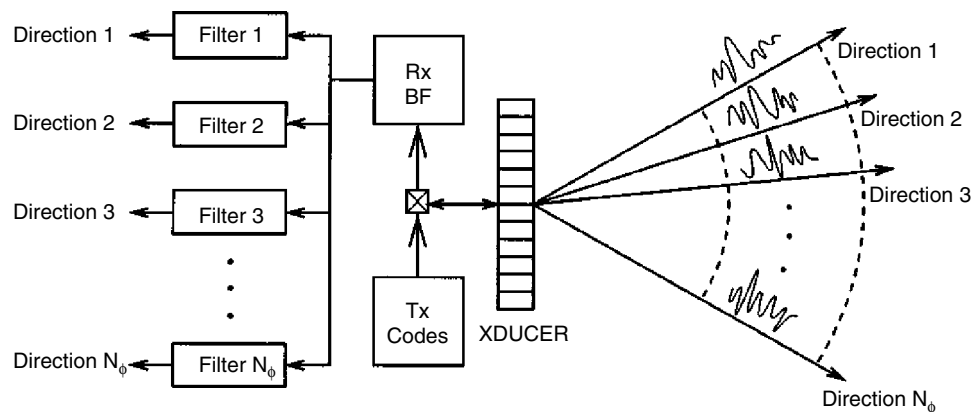 Direction 1
Filter 1
Rx
BF
Direction 1
Direction 2
Filter 2
Direction 2
Direction 3
Filter 3
Direction 3
Tx
Codes
XDUCER
Direction Nϕ
Filter Nϕ
Direction Nϕ